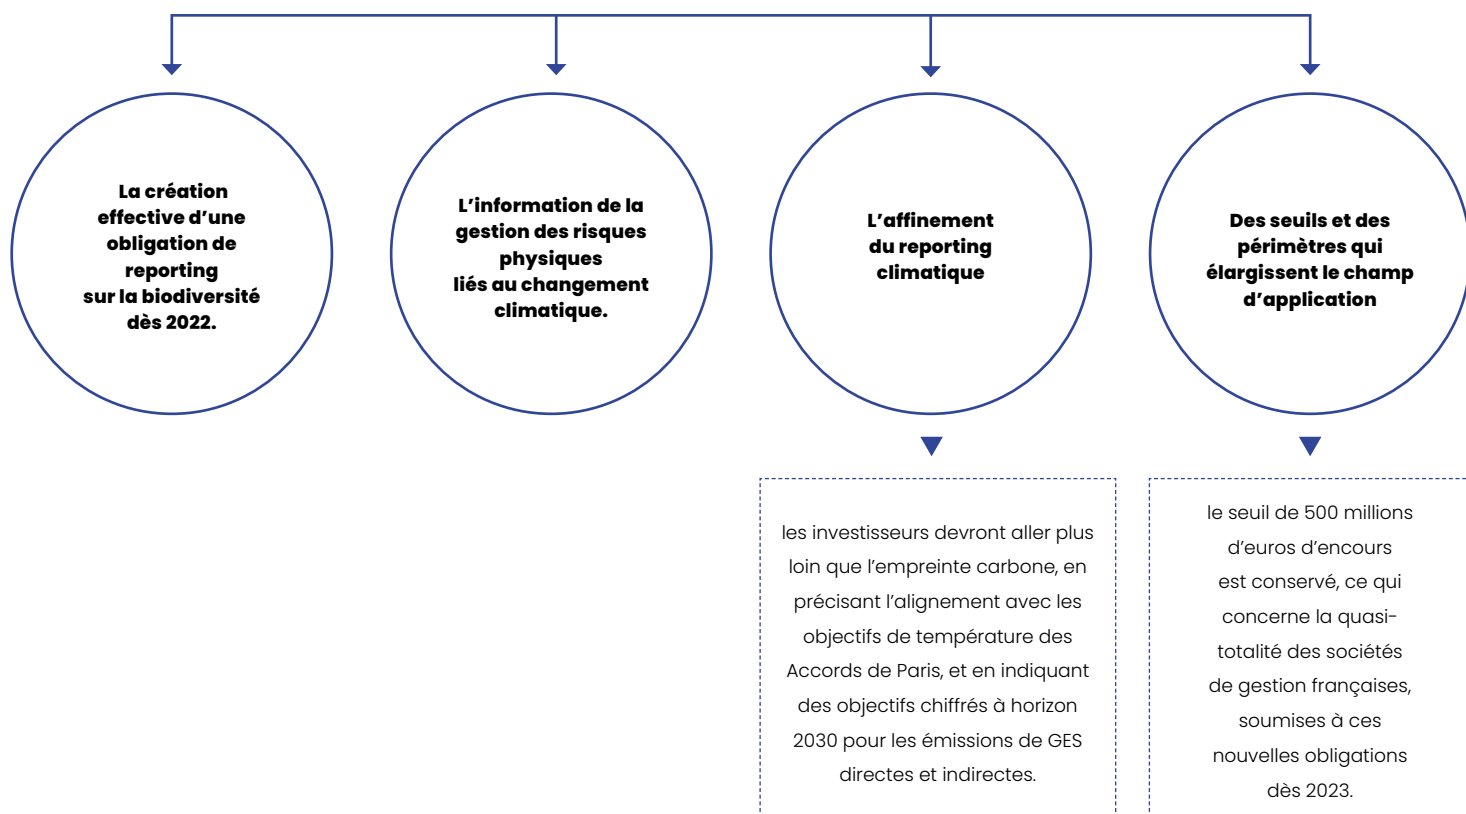 La création
effective d’une
obligation de
reporting
sur la biodiversité
dès 2022.
L’information de la
gestion des risques
physiques
liés au changement
climatique.
L’affinement
du reporting
climatique
Des seuils et des
périmètres qui
élargissent le champ
d’application
les investisseurs devront aller plus
loin que l’empreinte carbone, en
précisant l’alignement avec les
objectifs de température des
Accords de Paris, et en indiquant
des objectifs chiffrés à horizon
2030 pour les émissions de GES
directes et indirectes.
le seuil de 500 millions
d’euros d’encours
est conservé, ce qui
concerne la quasi-
totalité des sociétés
de gestion françaises,
soumises à ces
nouvelles obligations
dès 2023.